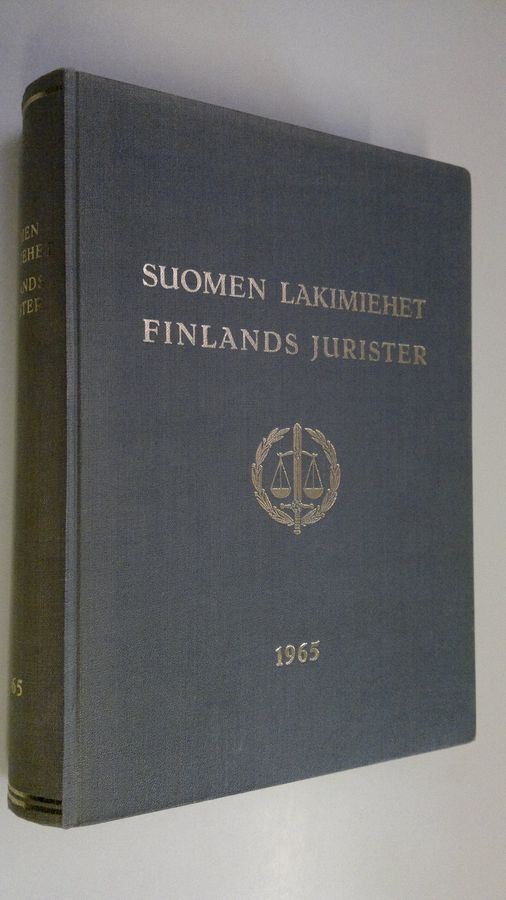 SUOMEN LAKIMIEHET
FINLANDS JURISTER
1965